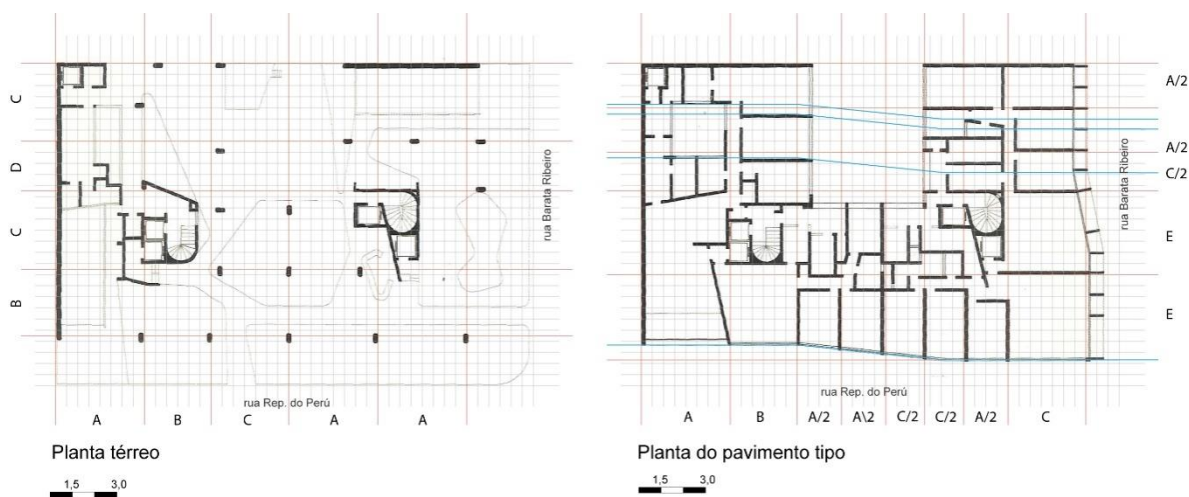 C
D
C
B
rua Barata Ribeiro
rua Rep. do Perú
A B C A A
Planta térreo
1,5 3,0
A/2
A/2
C/2
E
E
rua Barata Ribeiro
rua Rep. do Perú
A B A/2 A\2 C/2 C/2 A/2 C
Planta do pavimento tipo
1,5 3,0